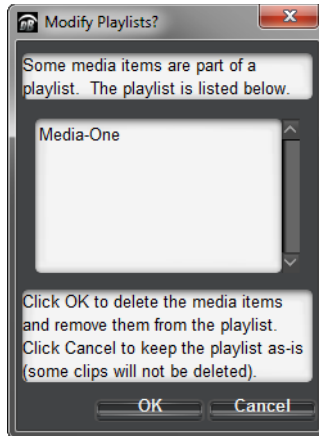 Modify Playlists?
Some media items are part of a
playlist. The playlist is listed below.
Media-One
Click OK to delete the media items
and remove them from the playlist.
Click Cancel to keep the playlist as-is
(some clips will not be deleted).
OK Cancel